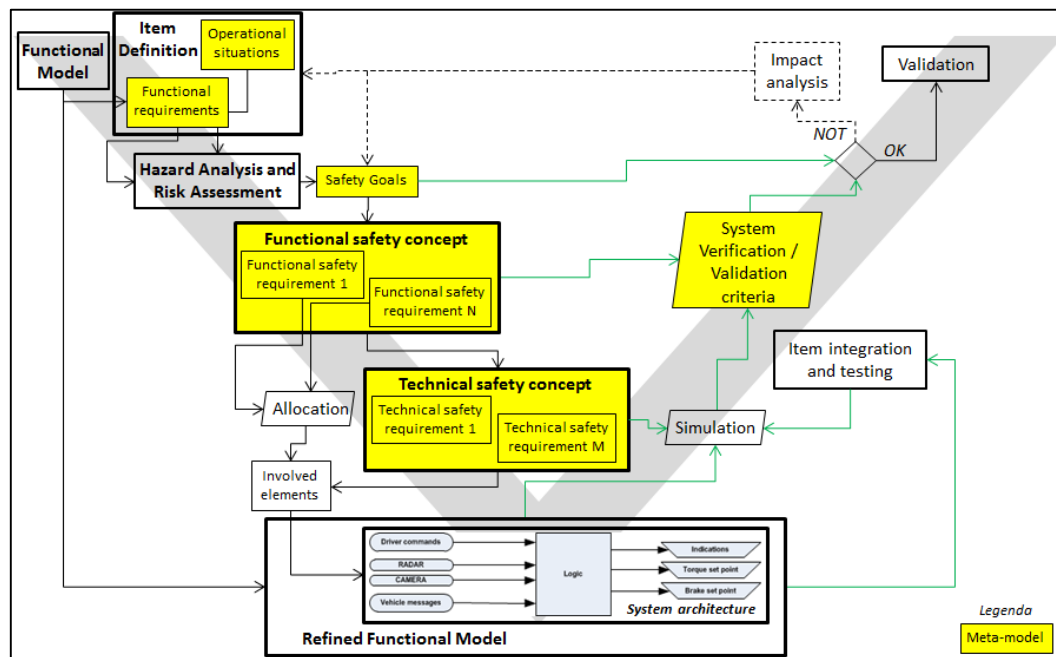 Functional
Model
Item
Definition
Operational
situations
Functional
requirements
Hazard Analysis and
Risk Assessment
Safety Goals
Impact
analysis
Validation
NOT
OK
Functional safety concept
Functional safety
requirement 1
Functional safety
requirement N
System
Verification /
Validation
criteria
Item integration
and testing
Technical safety concept
Technical safety
requirement 1
Technical safety
requirement M
Allocation
Simulation
Involved
elements
Driver commands
RADAR
CAMERA
Vehicle messages
Logic
Indications
Torque set point
Brake set point
System architecture
Refined Functional Model
Legenda
Meta-model